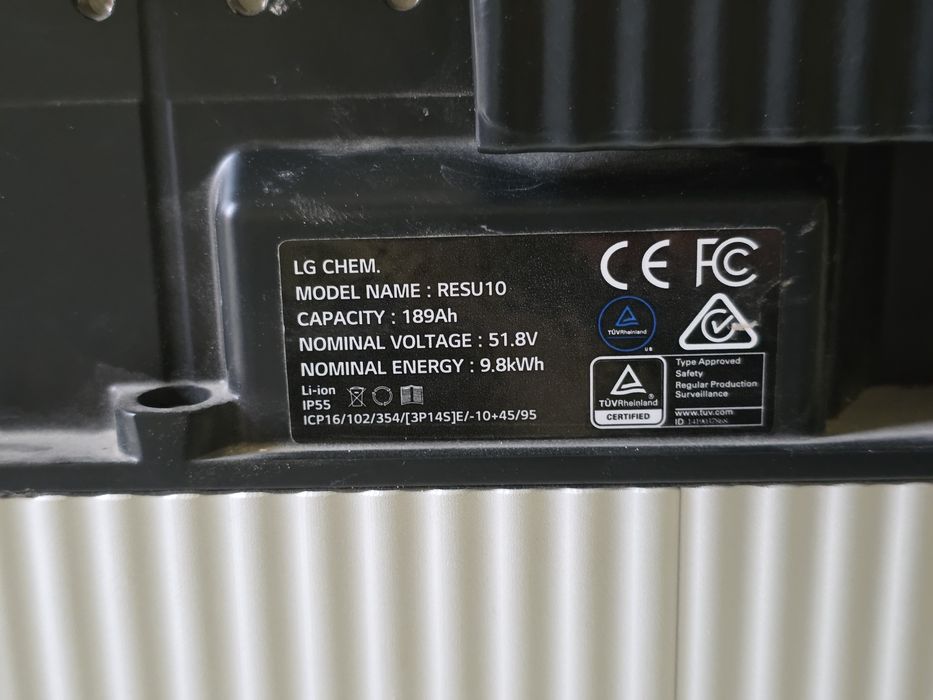 LG CHEM.
MODEL NAME : RESU10
CAPACITY : 189Ah
NOMINAL VOLTAGE : 51.8V
NOMINAL ENERGY : 9.8kWh
Li-ion
IP55
ICP16/102/354/[3P14S]E/-10+45/95
CE FC
TÜVRheinland
US
TÜVRheinland®
CERTIFIED
Type Approved
Safety
Regular Production
Surveillance
www.tuv.com
ID